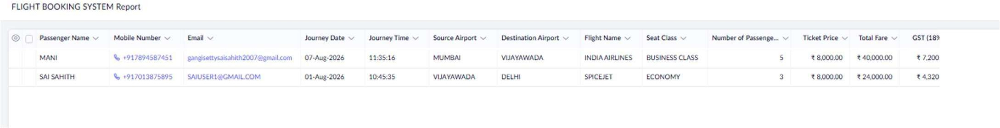 FLIGHT BOOKING SYSTEM Report
Passenger Name Mobile Number Email Journey Date Journey Time Source Airport Destination Airport Flight Name Seat Class Number of Passenge... Ticket Price Total Fare GST (18%
MANI +917894587451 gangisettysaisahith2007@gmail.com 07-Aug-2026 11:35:16 MUMBAI VIJAYAWADA INDIA AIRLINES BUSINESS CLASS 5 ₹ 8,000.00 ₹ 40,000.00 ₹ 7,200
SAI SAHITH +917013875895 SAIUSER1@GMAIL.COM 01-Aug-2026 10:45:35 VIJAYAWADA DELHI SPICEJET ECONOMY 3 ₹ 8,000.00 ₹ 24,000.00 ₹ 4,320